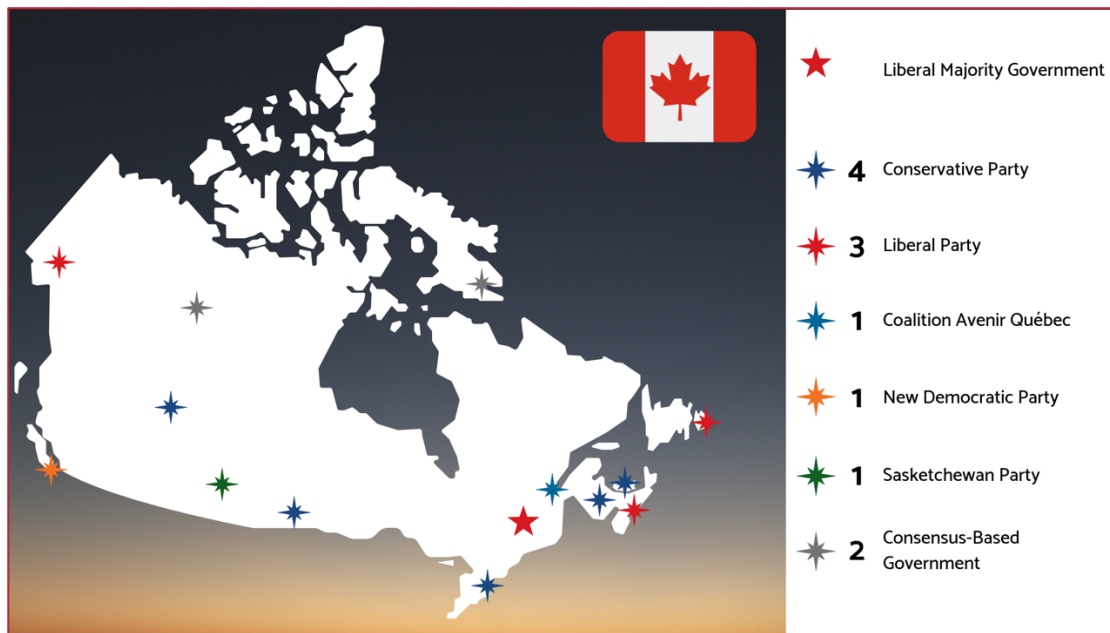 Liberal Majority Government
4 Conservative Party
3 Liberal Party
1 Coalition Avenir Québec
1 New Democratic Party
1 Sasketchewan Party
2 Consensus-Based
Government